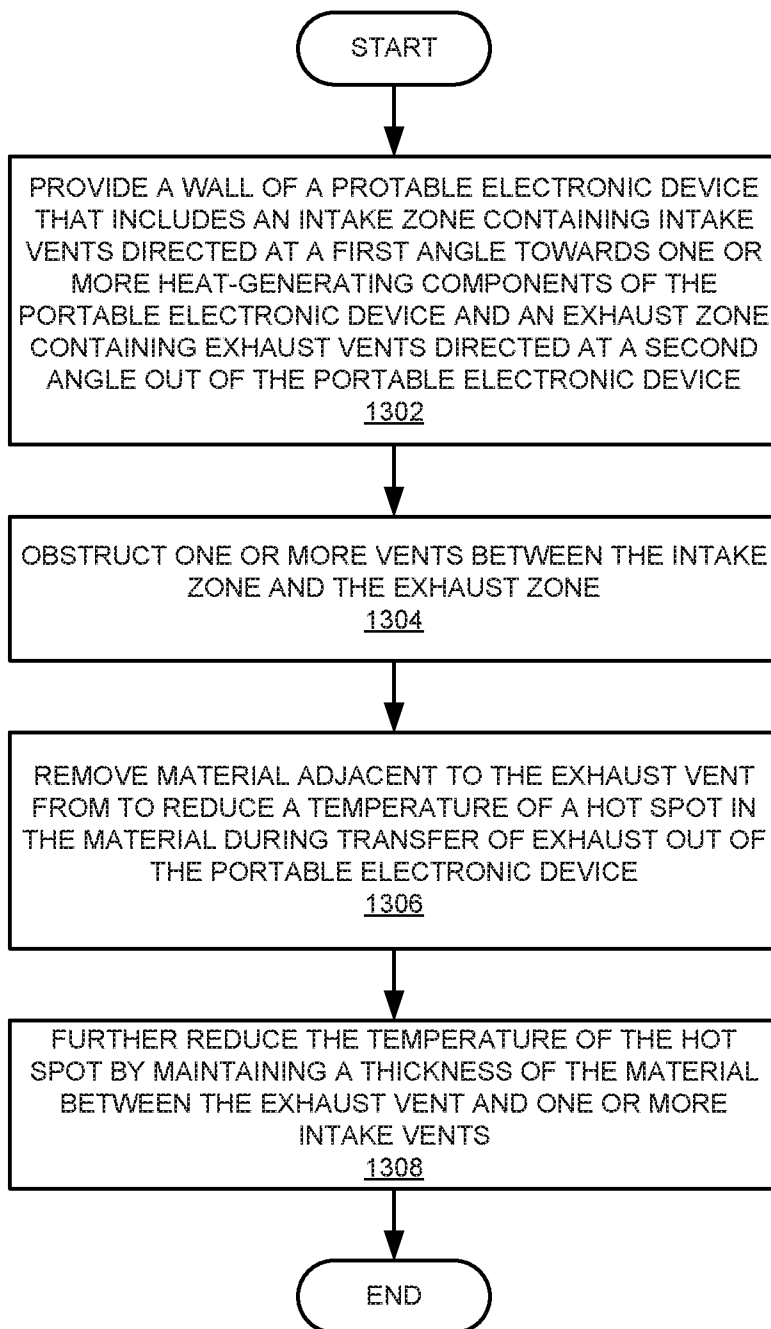 START
PROVIDE A WALL OF A PROTABLE ELECTRONIC DEVICE
THAT INCLUDES AN INTAKE ZONE CONTAINING INTAKE
VENTS DIRECTED AT A FIRST ANGLE TOWARDS ONE OR
MORE HEAT-GENERATING COMPONENTS OF THE
PORTABLE ELECTRONIC DEVICE AND AN EXHAUST ZONE
CONTAINING EXHAUST VENTS DIRECTED AT A SECOND
ANGLE OUT OF THE PORTABLE ELECTRONIC DEVICE
1302
OBSTRUCT ONE OR MORE VENTS BETWEEN THE INTAKE
ZONE AND THE EXHAUST ZONE
1304
REMOVE MATERIAL ADJACENT TO THE EXHAUST VENT
FROM TO REDUCE A TEMPERATURE OF A HOT SPOT IN
THE MATERIAL DURING TRANSFER OF EXHAUST OUT OF
THE PORTABLE ELECTRONIC DEVICE
1306
FURTHER REDUCE THE TEMPERATURE OF THE HOT
SPOT BY MAINTAINING A THICKNESS OF THE MATERIAL
BETWEEN THE EXHAUST VENT AND ONE OR MORE
INTAKE VENTS
1308
END